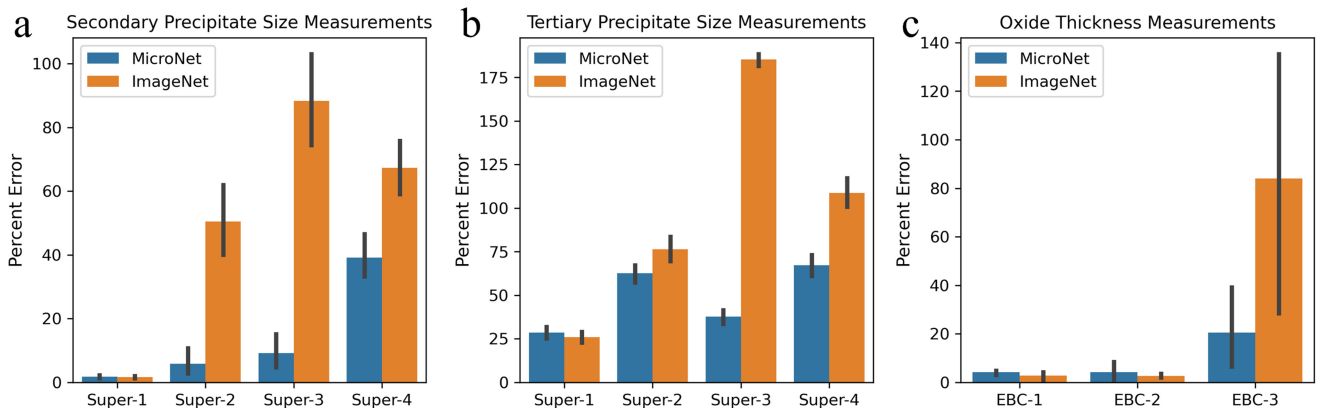 a
Secondary Precipitate Size Measurements
MicroNet
ImageNet
Percent Error
100
80
60
40
20
0
Super-1 Super-2 Super-3 Super-4
b
Tertiary Precipitate Size Measurements
MicroNet
ImageNet
Percent Error
175
150
125
100
75
50
25
0
Super-1 Super-2 Super-3 Super-4
c
Oxide Thickness Measurements
MicroNet
ImageNet
Percent Error
140
120
100
80
60
40
20
0
EBC-1 EBC-2 EBC-3